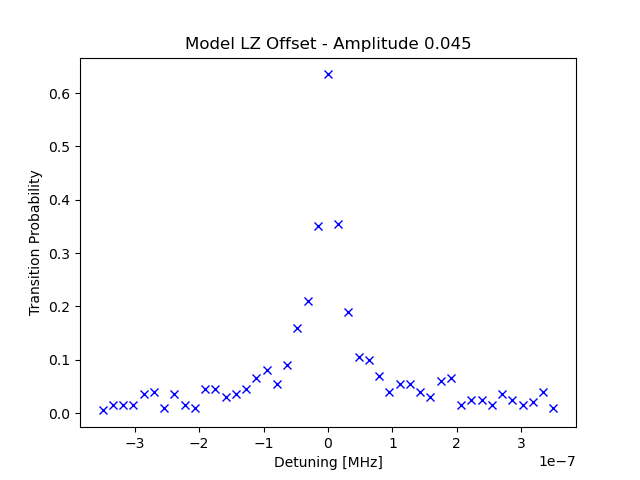 Model LZ Offset - Amplitude 0.045
0.6
0.5
0.4
0.3
0.2
0.1
0.0
Transition Probability
−3 −2 −1 0 1 2 3
1e−7
Detuning [MHz]